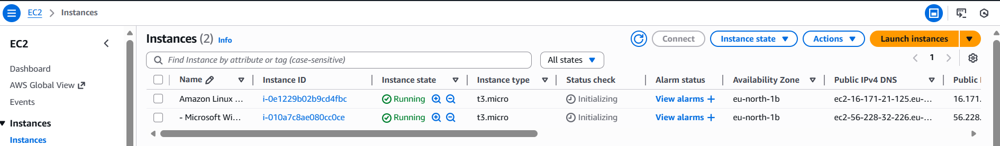 EC2 > Instances
EC2
Dashboard
AWS Global View
Events
Instances
Instances
Instances (2) Info
Connect Instance state Actions Launch instances
Find Instance by attribute or tag (case-sensitive) All states 1
Name Instance ID Instance state Instance type Status check Alarm status Availability Zone Public IPv4 DNS Public
Amazon Linux ... i-0e1229b02b9cd4fbc Running t3.micro Initializing View alarms + eu-north-1b ec2-16-171-21-125.eu-... 16.171.
- Microsoft Wi... i-010a7c8ae080cc0ce Running t3.micro Initializing View alarms + eu-north-1b ec2-56-228-32-226.eu-... 56.228.